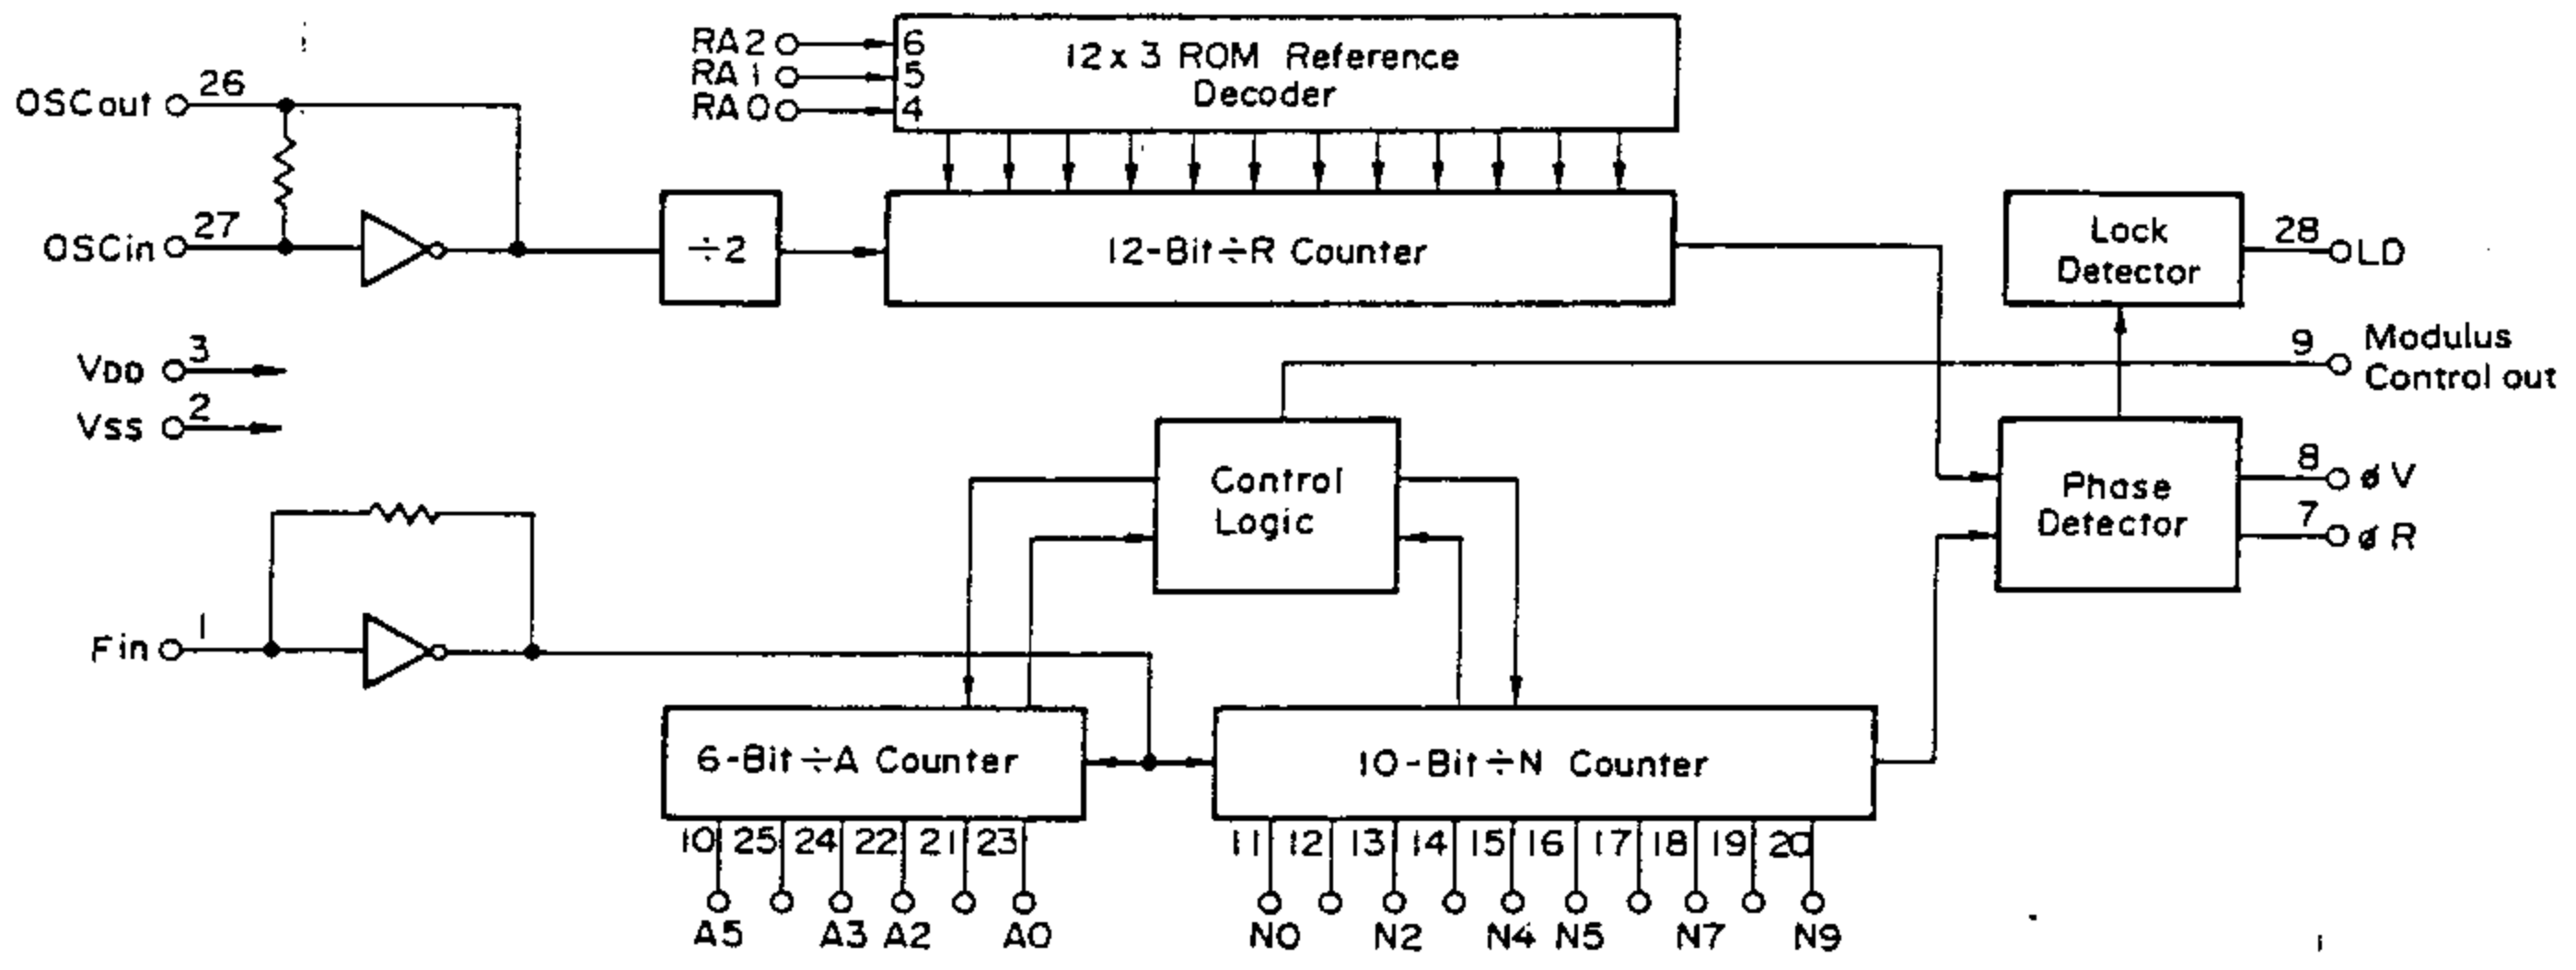 RA2 6
RA1 5
RA0 4
12x3 ROM Reference
Decoder
OSCout 26
OSCin 27
÷2
12-Bit÷R Counter
Lock
Detector
28 LD
VDD 3
VSS 2
9 Modulus
Control out
Control
Logic
Phase
Detector
8 øV
7 øR
Fin 1
6-Bit÷A Counter
10-Bit÷N Counter
10 25 24 22 21 23
11 12 13 14 15 16 17 18 19 20
A5 A3 A2 A0
N0 N2 N4 N5 N7 N9